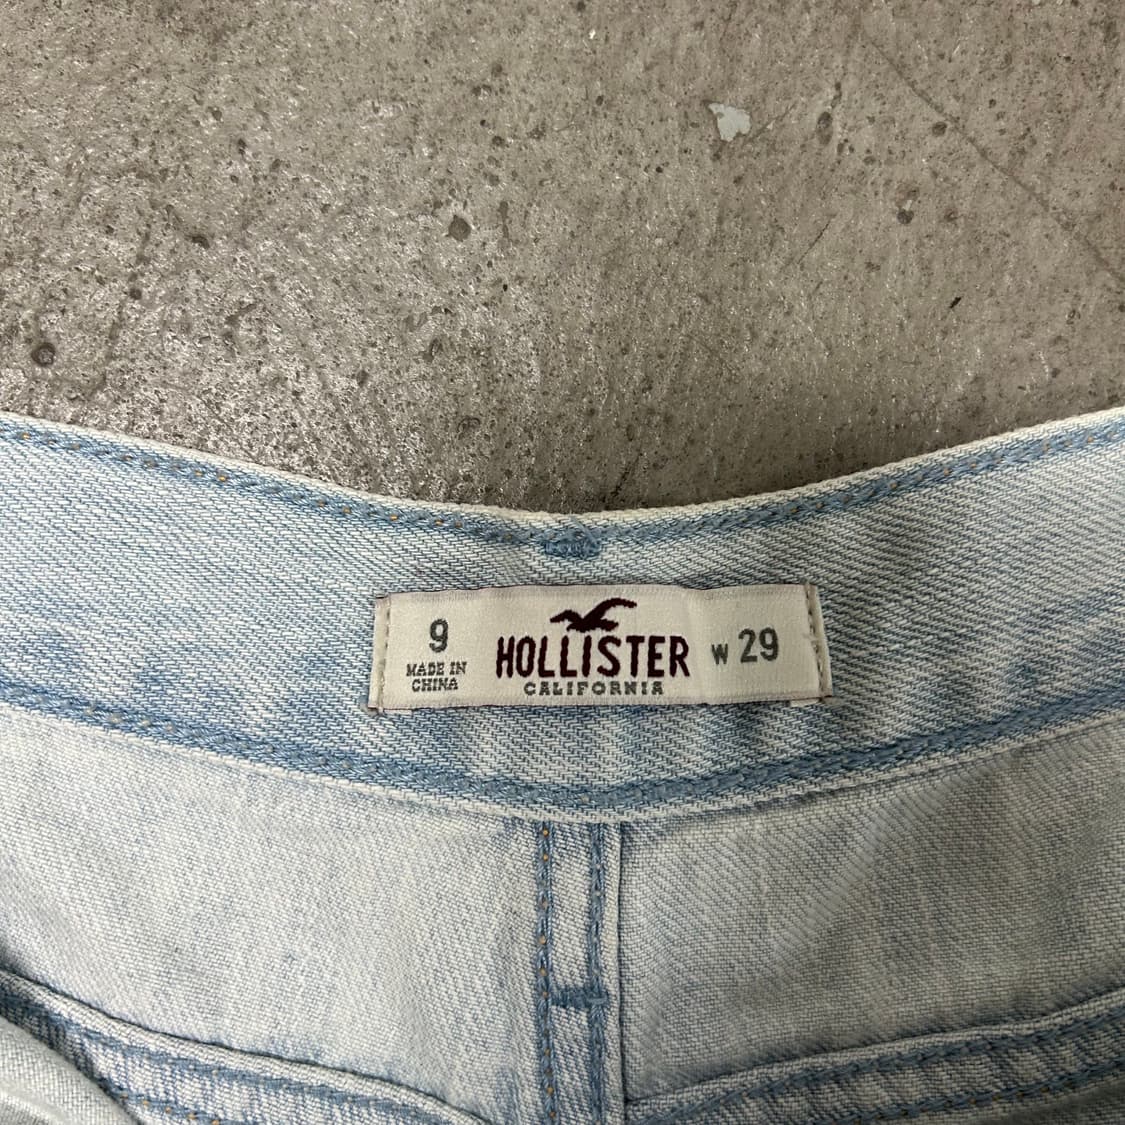 9
MADE IN
CHINA
HOLLISTER
CALIFORNIA
W 29